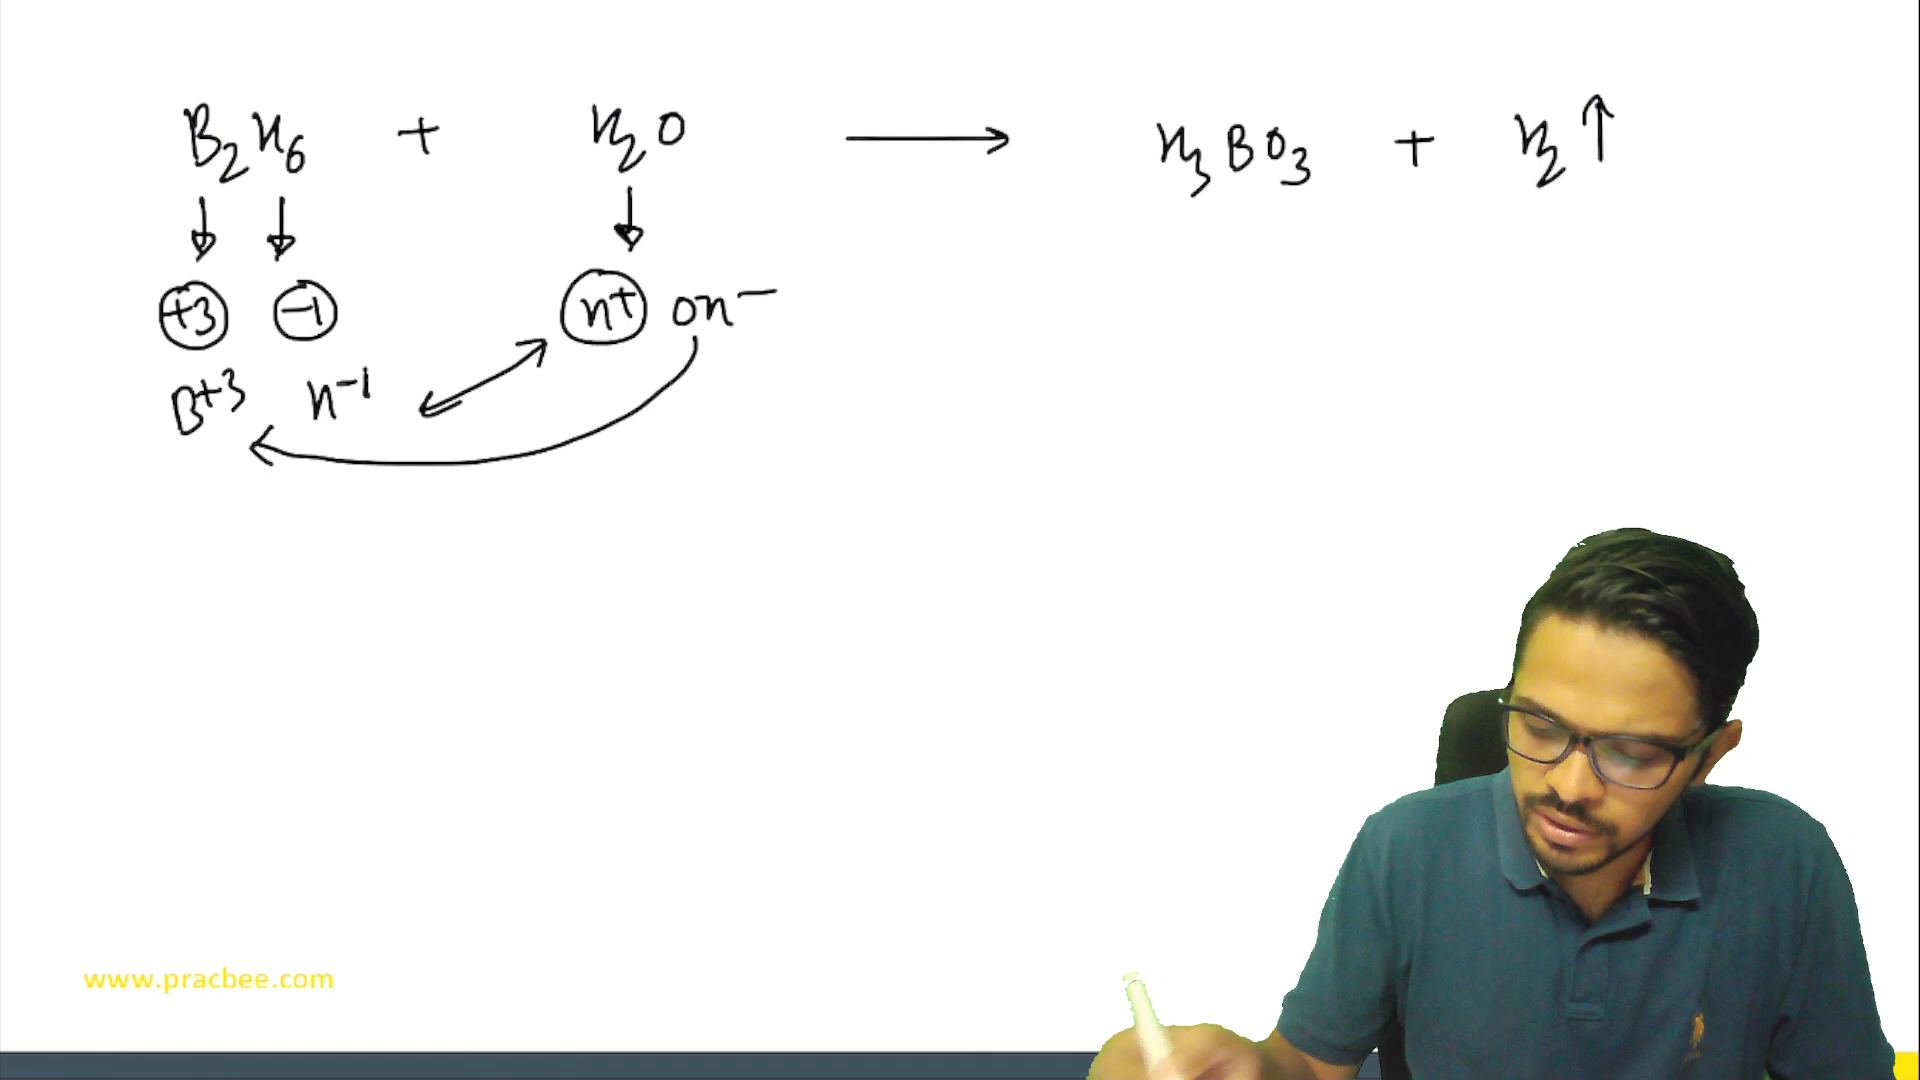 B₂H₆ + H₂O ⟶ H₃BO₃ + H₂↑
+3 -1 H+ OH⁻
B⁺³ H⁻¹
www.pracbee.com